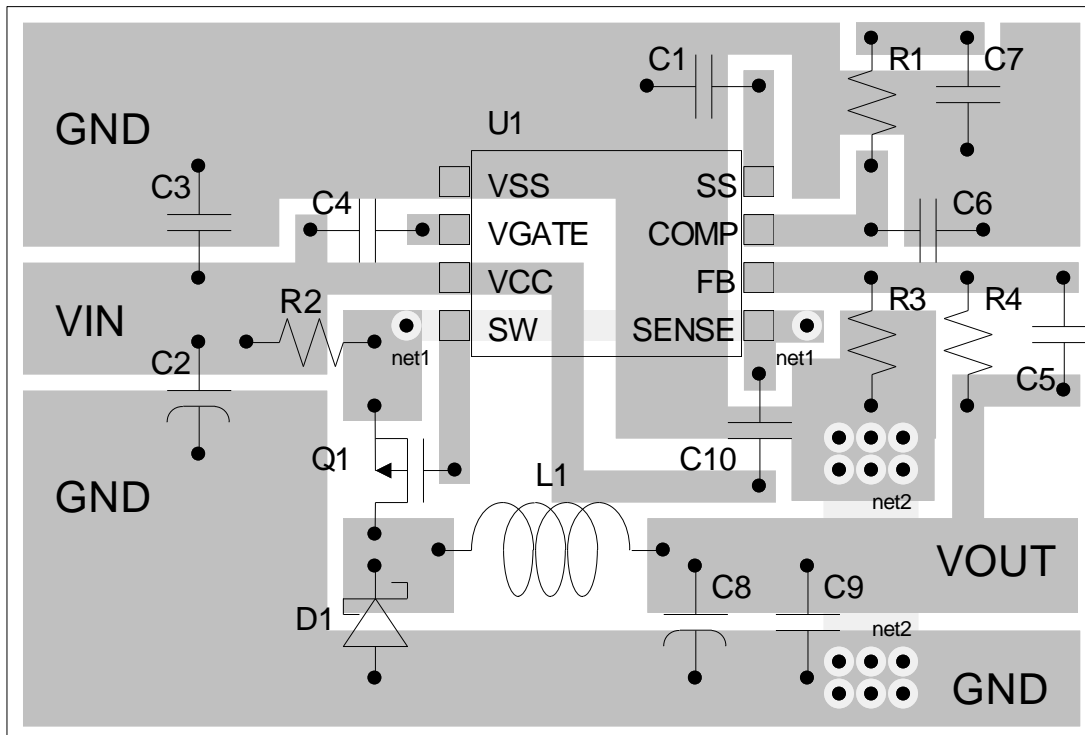 C1
R1
C7
GND
U1
C3
VSS
SS
C4
C6
VGATE
COMP
VCC
FB
R2
R3
R4
VIN
SW
SENSE
net1
net1
C2
C5
Q1
C10
L1
GND
net2
VOUT
C8
C9
D1
net2
GND